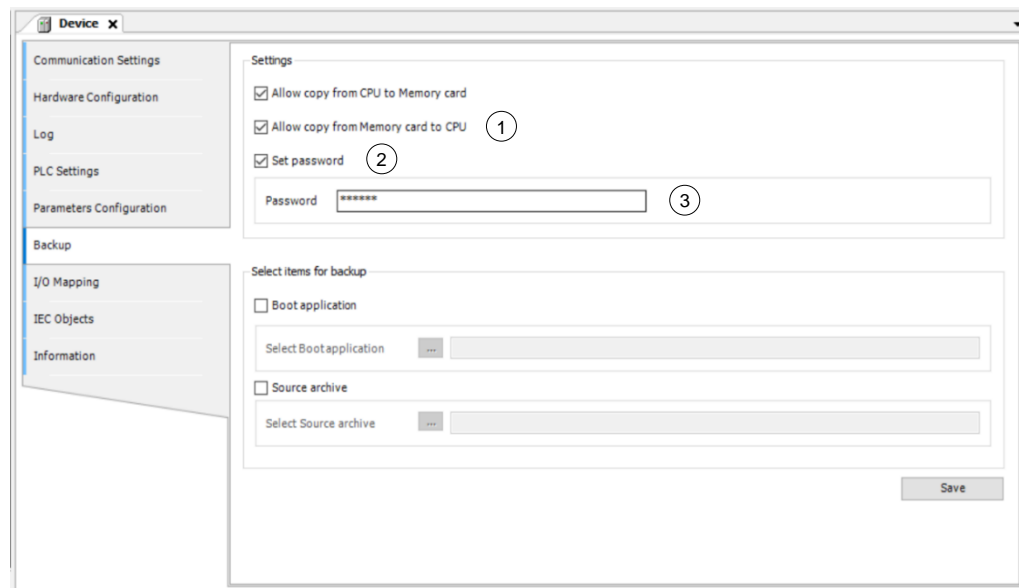 Device X
Communication Settings
Hardware Configuration
Log
PLC Settings
Parameters Configuration
Backup
I/O Mapping
IEC Objects
Information
Settings
Allow copy from CPU to Memory card
Allow copy from Memory card to CPU 1
Set password 2
Password ****** 3
Select items for backup
Boot application
Select Boot application ...
Source archive
Select Source archive ...
Save